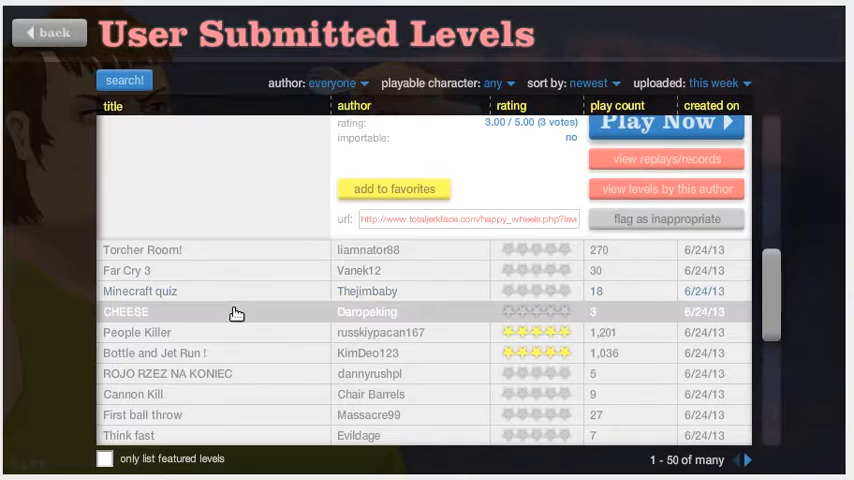 back User Submitted Levels
search! author: everyone playable character: any sort by: newest uploaded: this week
title author rating play count created on
rating: 3.00 / 5.00 (3 votes) Play Now
importable: no
view replays/records
add to favorites view levels by this author
url: http://www.totaljerkface.com/happy_wheels.php?lev flag as inappropriate
Torcher Room! liamnator88 270 6/24/13
Far Cry 3 Vanek12 30 6/24/13
Minecraft quiz Thejimbaby 18 6/24/13
CHEESE Daropeking 3 6/24/13
People Killer russkiypacan167 1,201 6/24/13
Bottle and Jet Run ! KimDeo123 1,036 6/24/13
ROJO RZEZ NA KONIEC dannyrushpl 5 6/24/13
Cannon Kill Chair Barrels 9 6/24/13
First ball throw Massacre99 27 6/24/13
Think fast Evildage 7 6/24/13
only list featured levels 1 - 50 of many